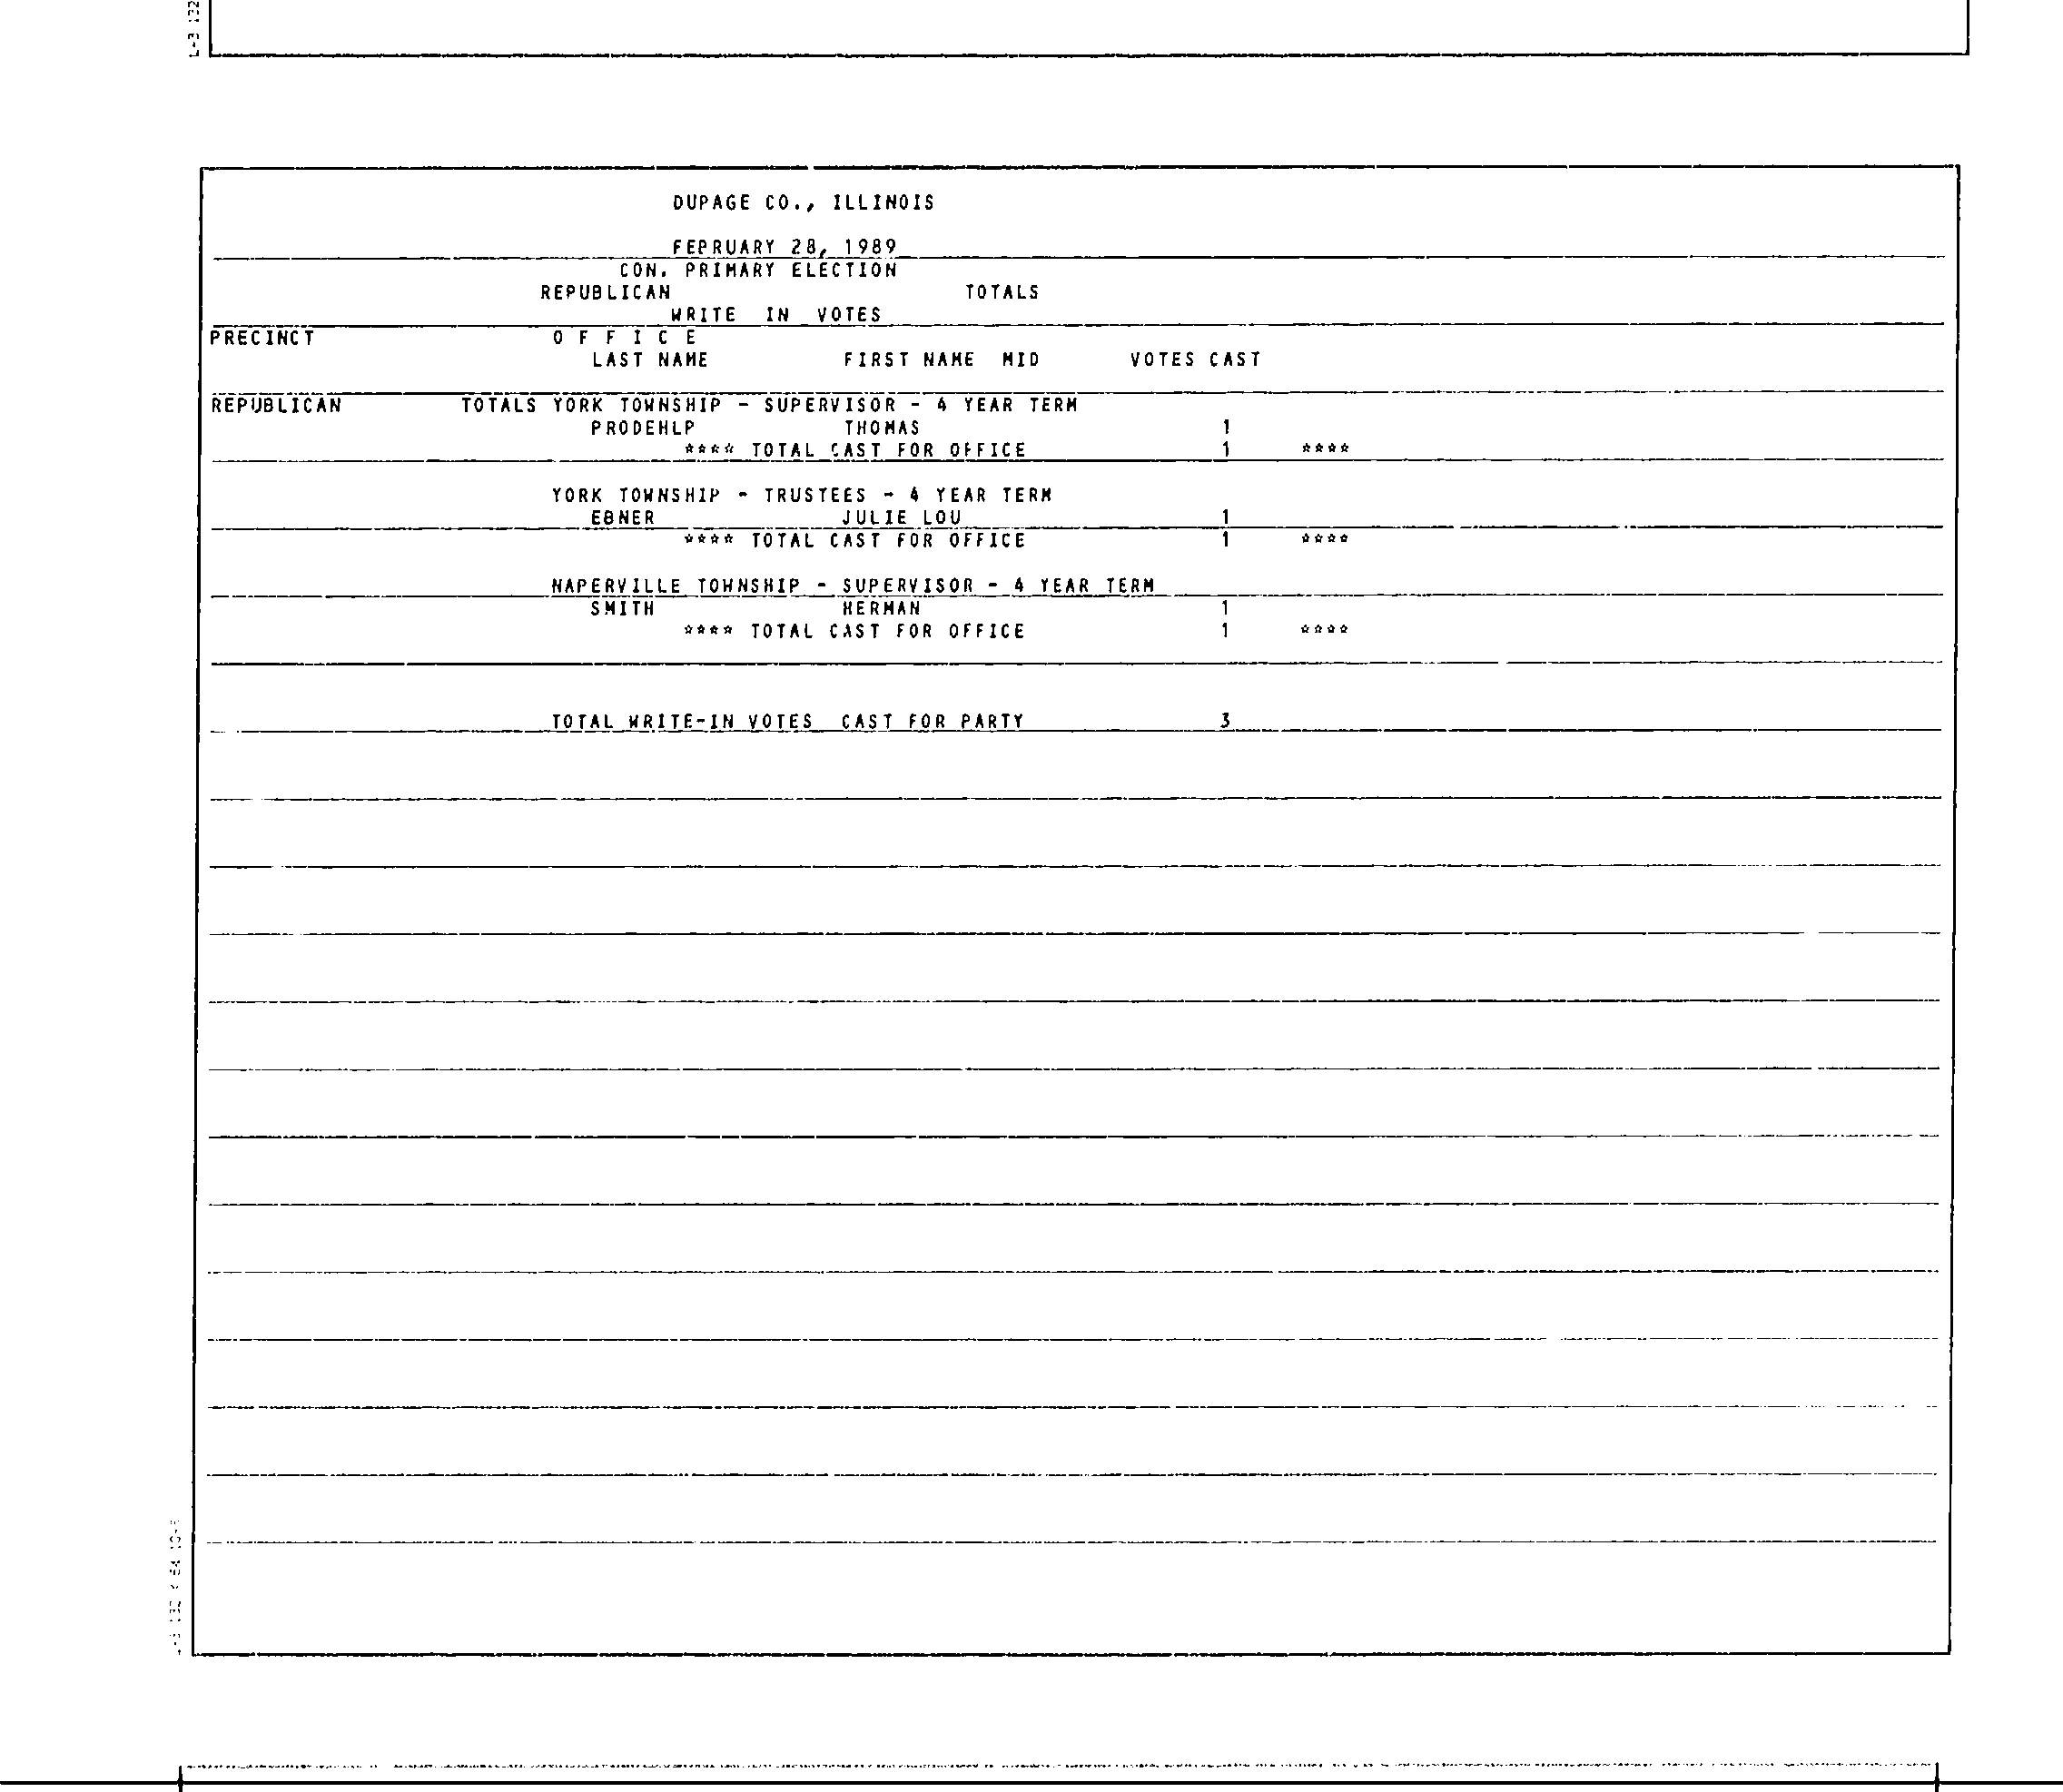 DUPAGE CO., ILLINOIS
FEPRUARY 28, 1989
CON. PRIMARY ELECTION
REPUBLICAN TOTALS
WRITE IN VOTES
PRECINCT O F F I C E
LAST NAME FIRST NAME MID VOTES CAST
REPUBLICAN TOTALS YORK TOWNSHIP - SUPERVISOR - 4 YEAR TERM
PRODEHLP THOMAS 1
**** TOTAL CAST FOR OFFICE 1 ****
YORK TOWNSHIP - TRUSTEES - 4 YEAR TERM
EBNER JULIE LOU 1
**** TOTAL CAST FOR OFFICE 1 ****
NAPERVILLE TOWNSHIP - SUPERVISOR - 4 YEAR TERM
SMITH HERMAN 1
**** TOTAL CAST FOR OFFICE 1 ****
TOTAL WRITE-IN VOTES CAST FOR PARTY 3